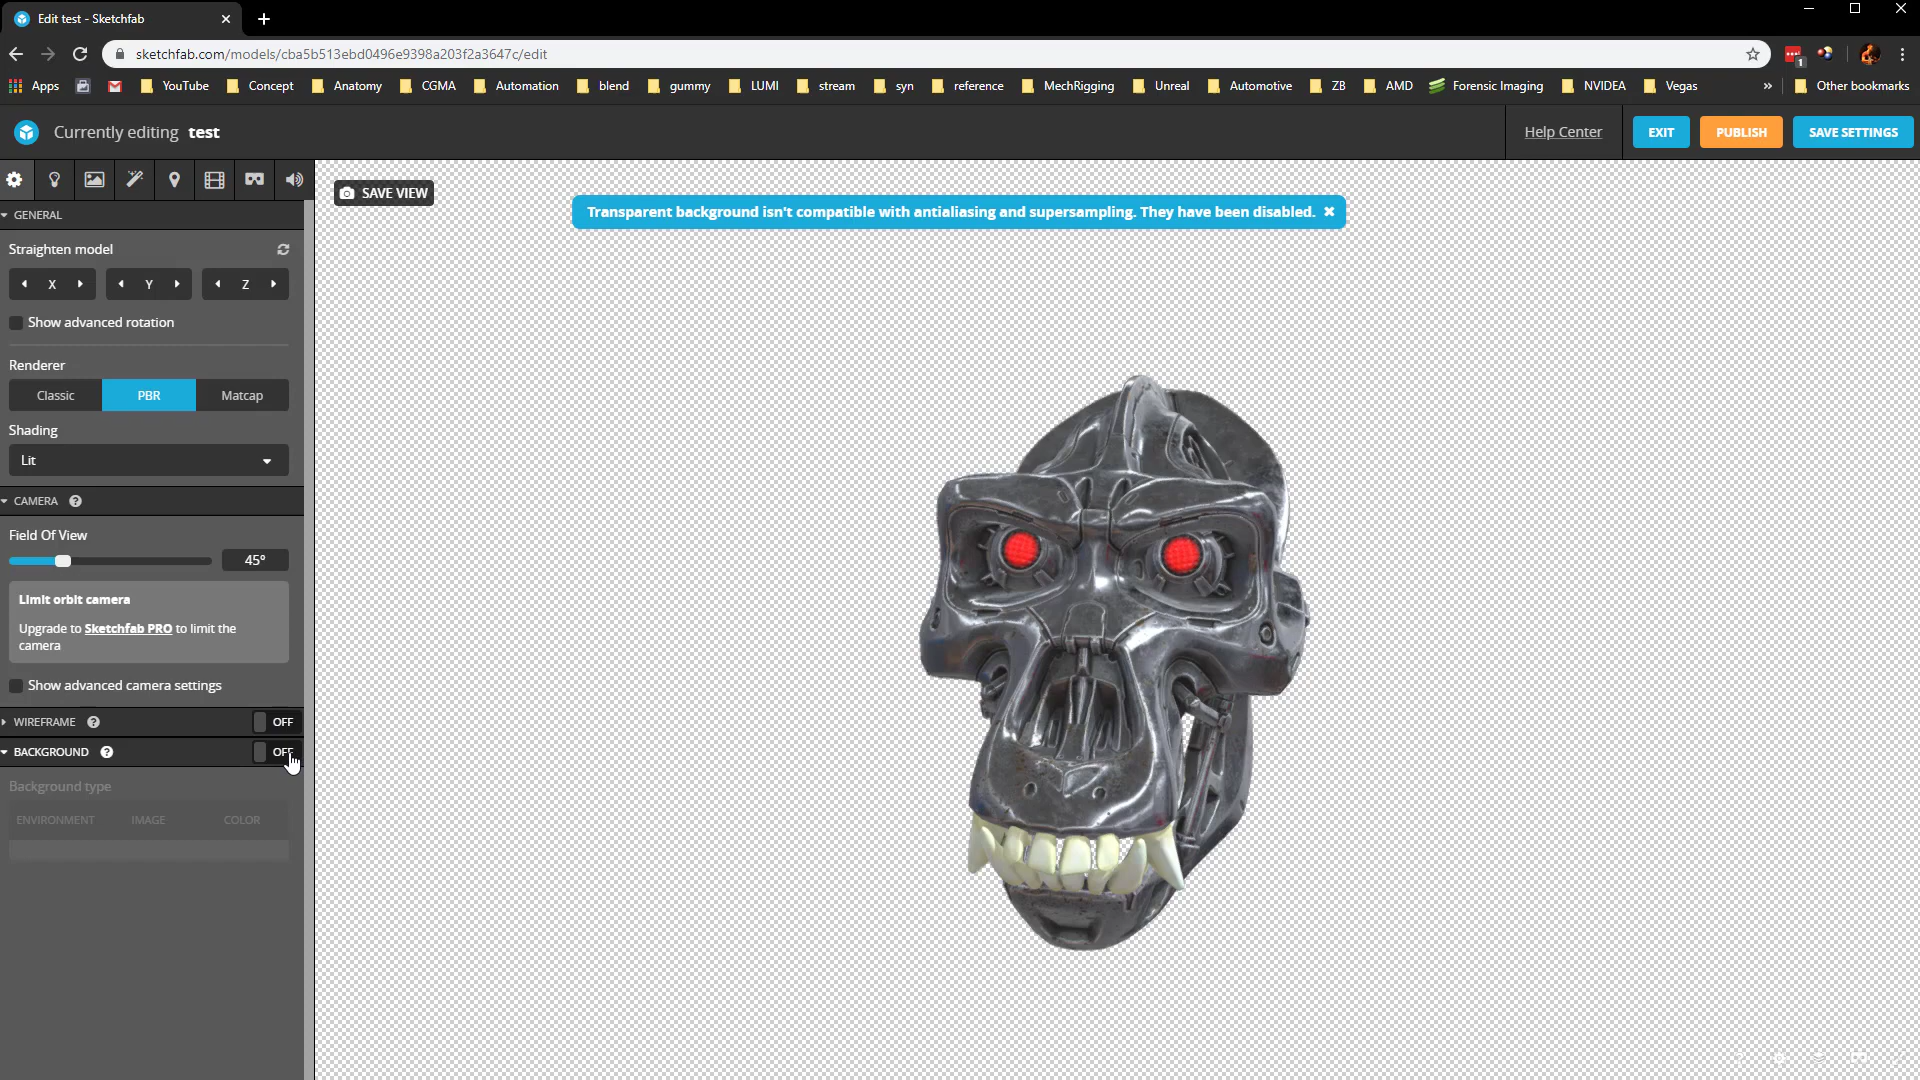 Edit test - Sketchfab
sketchfab.com/models/cba5b513ebd0496e9398a203f2a3647c/edit
1
Apps YouTube Concept Anatomy CGMA Automation blend gummy LUMI stream syn reference MechRigging Unreal Automotive ZB AMD Forensic Imaging NVIDEA Vegas » Other bookmarks
Currently editing test
Help Center EXIT PUBLISH SAVE SETTINGS
SAVE VIEW
Transparent background isn't compatible with antialiasing and supersampling. They have been disabled.
GENERAL
Straighten model
X Y Z
Show advanced rotation
Renderer
Classic PBR Matcap
Shading
Lit
CAMERA ?
Field Of View
45°
Limit orbit camera
Upgrade to Sketchfab PRO to limit the
camera
Show advanced camera settings
WIREFRAME ? OFF
BACKGROUND ? OFF
Background type
ENVIRONMENT IMAGE COLOR